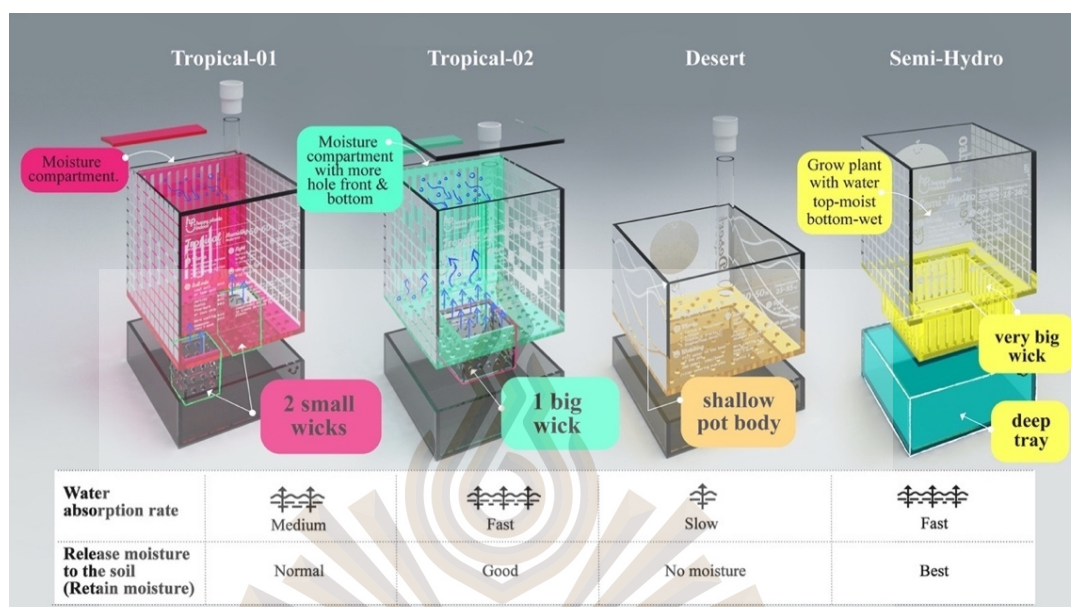 Tropical-01
Tropical-02
Desert
Semi-Hydro
Moisture
compartment.
Moisture
compartment
with more
hole front &
bottom
Grow plant
with water
top-moist
bottom-wet
2 small
wicks
1 big
wick
shallow
pot body
very big
wick
deep
tray
Water
absorption rate
Medium
Fast
Slow
Fast
Release moisture
to the soil
(Retain moisture)
Normal
Good
No moisture
Best